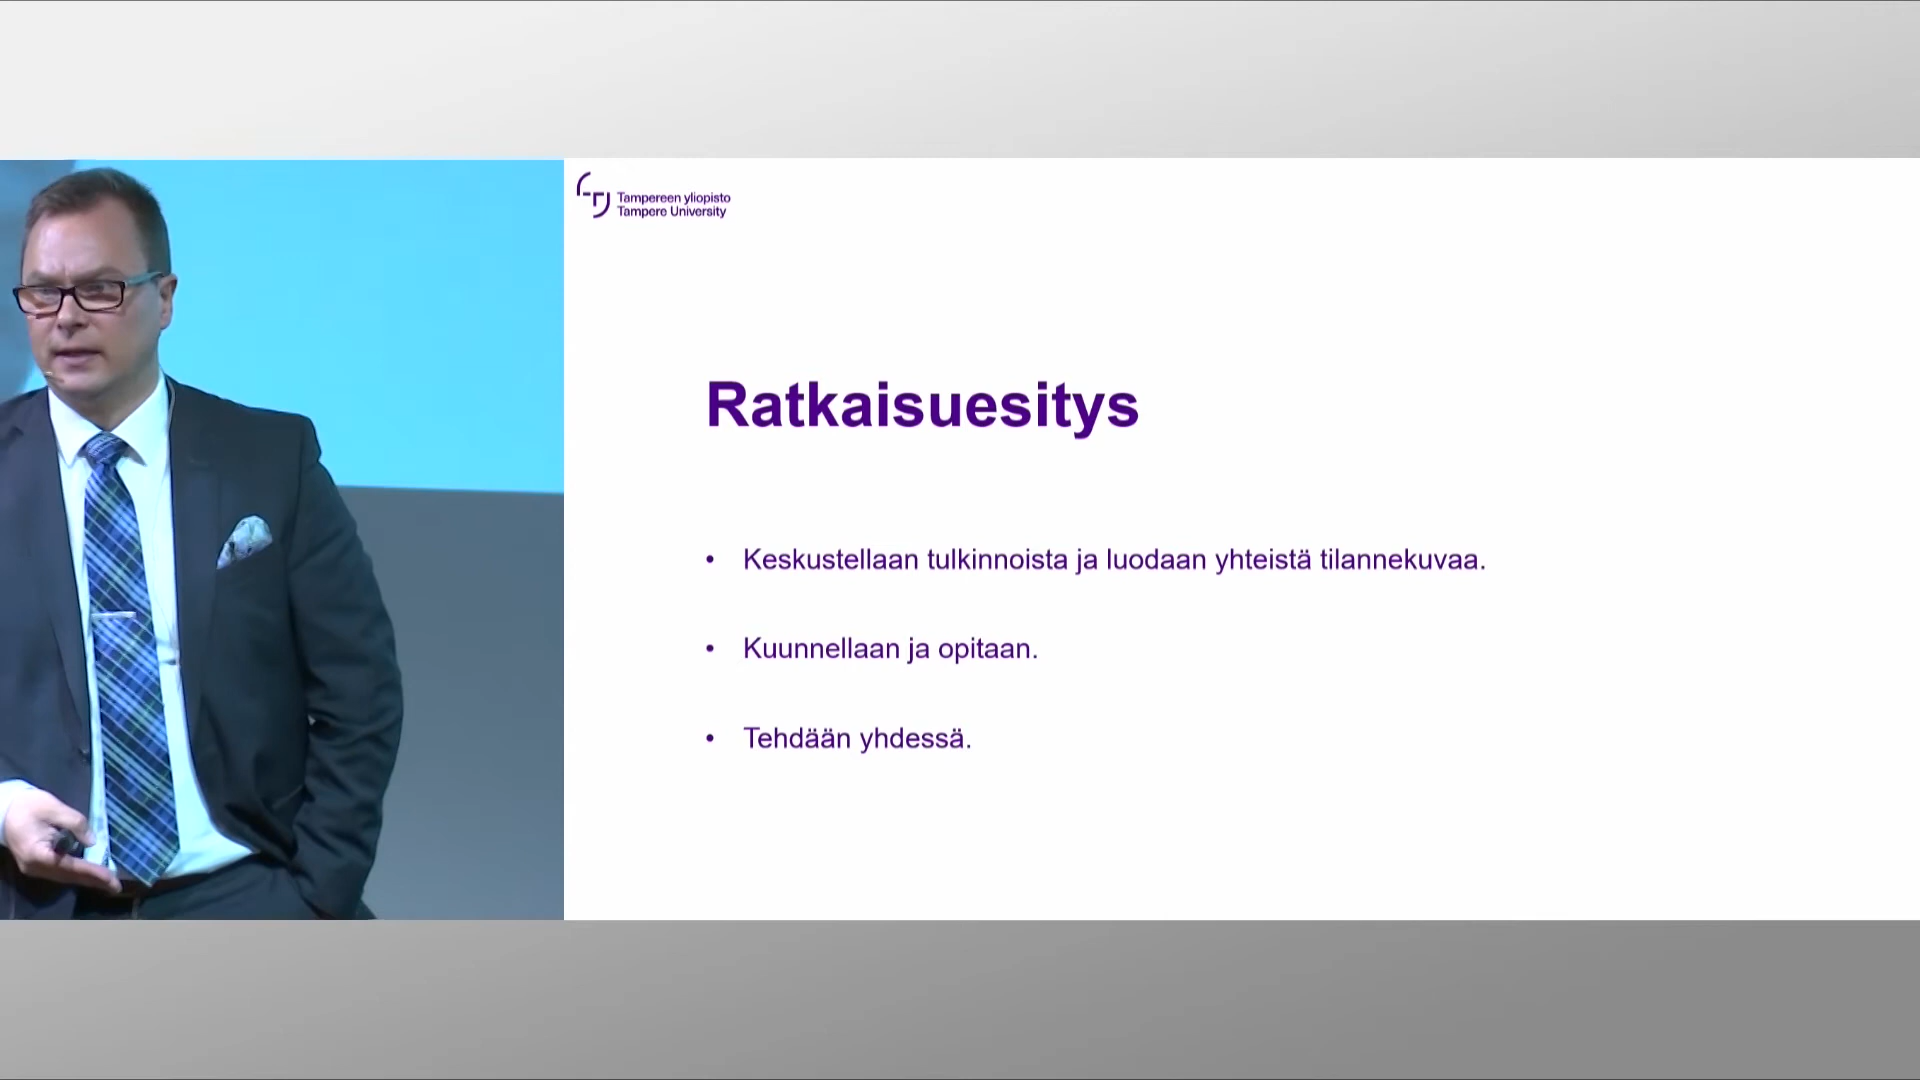 Tampereen yliopisto
Tampere University
Ratkaisuesitys
• Keskustellaan tulkinnoista ja luodaan yhteistä tilannekuvaa.
• Kuunnellaan ja opitaan.
• Tehdään yhdessä.